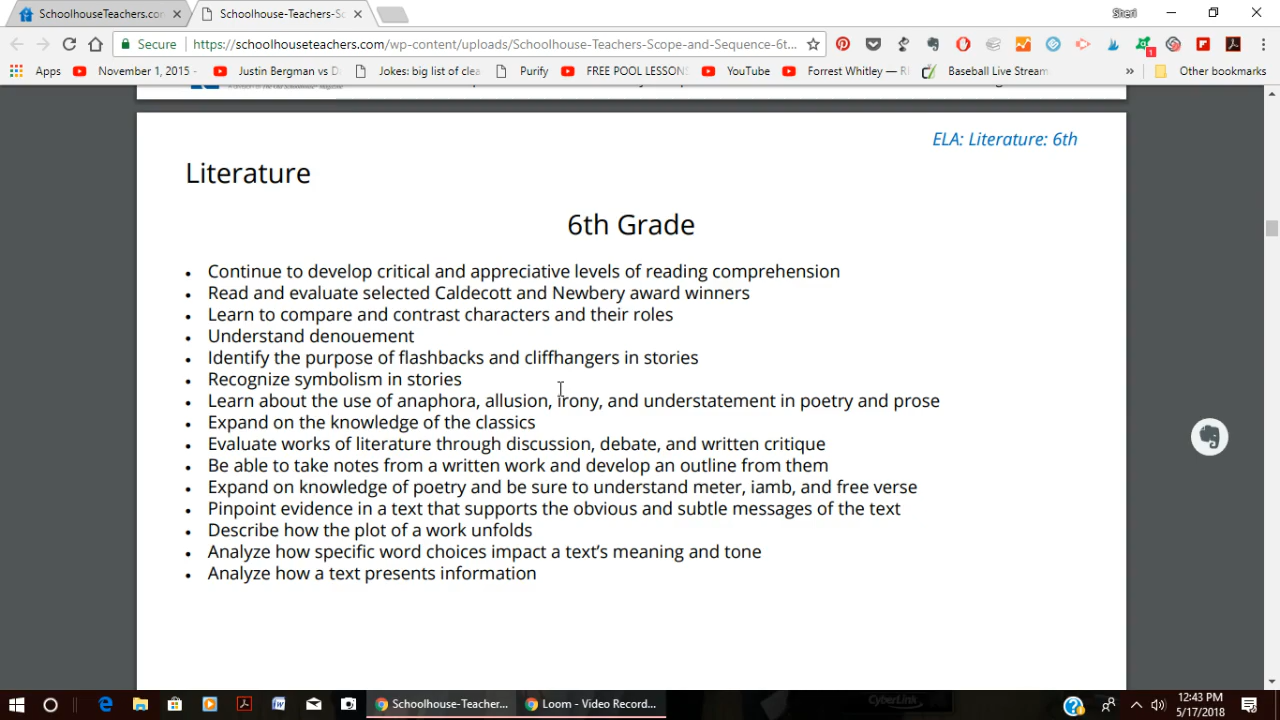 SchoolhouseTeachers.com
Schoolhouse-Teachers-S
Sheri
Secure
https://schoolhouseteachers.com/wp-content/uploads/Schoolhouse-Teachers-Scope-and-Sequence-6t...
1
Apps
November 1, 2015 -
Justin Bergman vs D
Jokes: big list of clea
Purify
FREE POOL LESSONS
YouTube
Forrest Whitley —
Baseball Live Stream
»
Other bookmarks
ELA: Literature: 6th
Literature
6th Grade
• Continue to develop critical and appreciative levels of reading comprehension
• Read and evaluate selected Caldecott and Newbery award winners
• Learn to compare and contrast characters and their roles
• Understand denouement
• Identify the purpose of flashbacks and cliffhangers in stories
• Recognize symbolism in stories
• Learn about the use of anaphora, allusion, irony, and understatement in poetry and prose
• Expand on the knowledge of the classics
• Evaluate works of literature through discussion, debate, and written critique
• Be able to take notes from a written work and develop an outline from them
• Expand on knowledge of poetry and be sure to understand meter, iamb, and free verse
• Pinpoint evidence in a text that supports the obvious and subtle messages of the text
• Describe how the plot of a work unfolds
• Analyze how specific word choices impact a text's meaning and tone
• Analyze how a text presents information
Schoolhouse-Teacher...
Loom - Video Record...
CyberLink
12:43 PM
5/17/2018